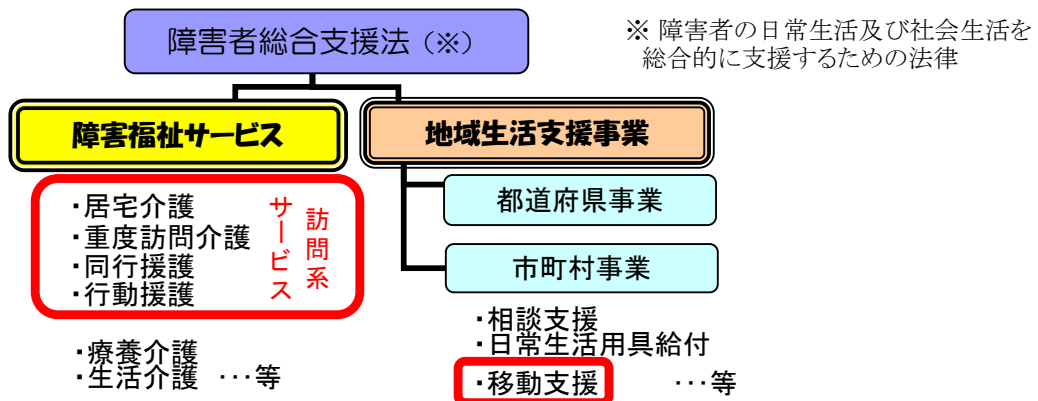 障害者総合支援法（※）
※ 障害者の日常生活及び社会生活を
総合的に支援するための法律
障害福祉サービス
地域生活支援事業
・居宅介護
・重度訪問介護
・同行援護
・行動援護
訪問系
サービス
・療養介護
・生活介護 …等
都道府県事業
市町村事業
・相談支援
・日常生活用具給付
・移動支援 …等